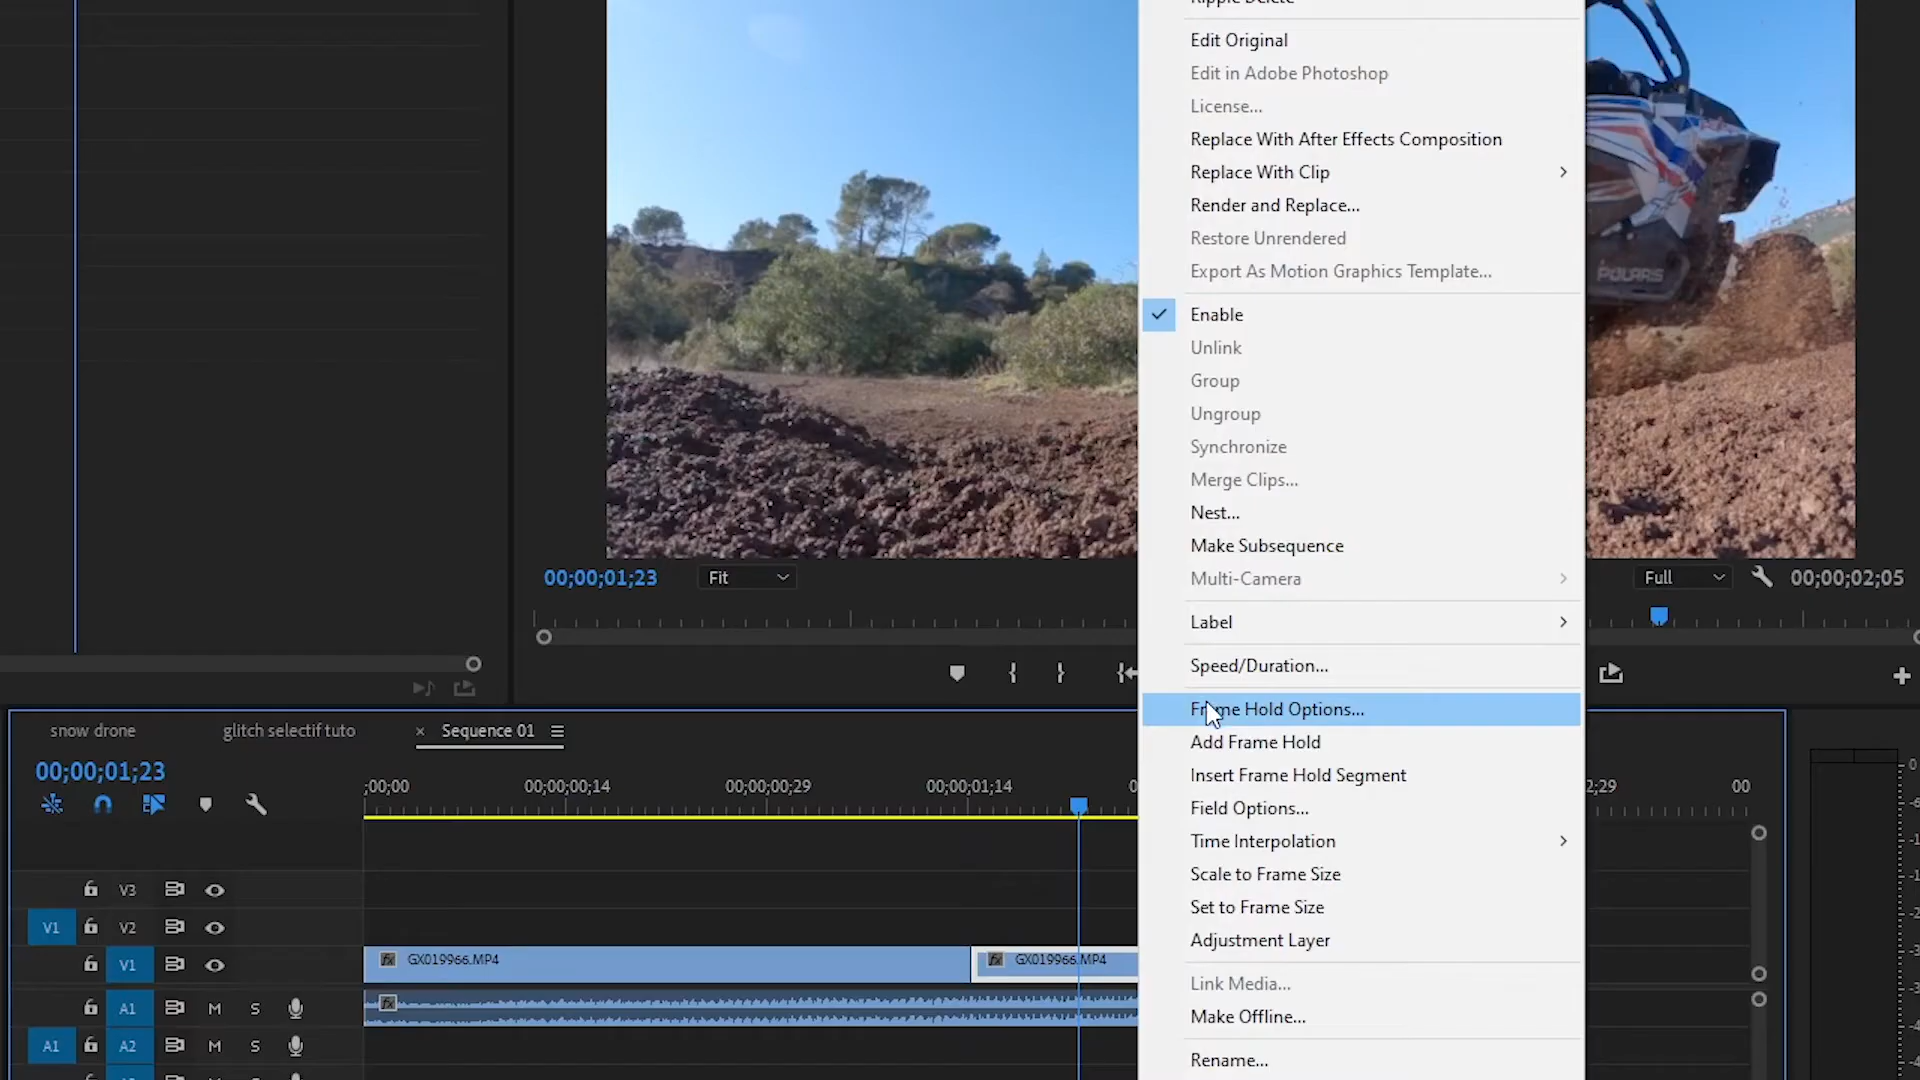 Ripple Delete
Edit Original
Edit in Adobe Photoshop
License...
Replace With After Effects Composition
Replace With Clip
Render and Replace...
Restore Unrendered
Export As Motion Graphics Template...
Enable
Unlink
Group
Ungroup
Synchronize
Merge Clips...
Nest...
Make Subsequence
Multi-Camera
Label
Speed/Duration...
Frame Hold Options...
Add Frame Hold
Insert Frame Hold Segment
Field Options...
Time Interpolation
Scale to Frame Size
Set to Frame Size
Adjustment Layer
Link Media...
Make Offline...
Rename...
POLARIS
00;00;01;23
Fit
Full
00;00;02;05
snow drone
glitch selectif tuto
× Sequence 01
00;00;01;23
;00;00
00;00;00;14
00;00;00;29
00;00;01;14
0
2;29
00
V3
V1 V2
V1
GX019966.MP4
GX019966.MP4
A1 M S
A1 A2 M S
0